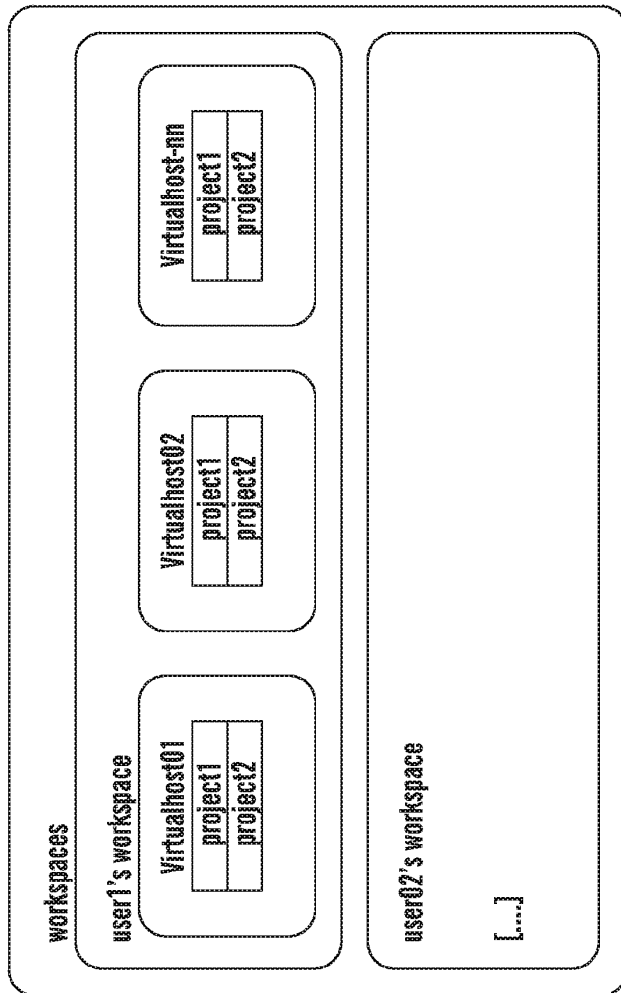 workspaces
user1's workspace
Virtualhost01
project1
project2
Virtualhost02
project1
project2
Virtualhost-nn
project1
project2
user02's workspace
[....]